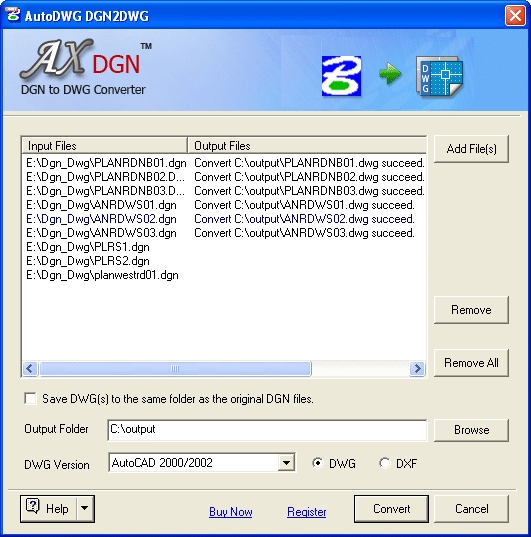 AutoDWG DGN2DWG
AX DGN™
DGN to DWG Converter
DWG
Input Files Output Files
E:\Dgn_Dwg\PLANRDNB01.dgn Convert C:\output\PLANRDNB01.dwg succeed.
E:\Dgn_Dwg\PLANRDNB02.D... Convert C:\output\PLANRDNB02.dwg succeed.
E:\Dgn_Dwg\PLANRDNB03.D... Convert C:\output\PLANRDNB03.dwg succeed.
E:\Dgn_Dwg\ANRDWS01.dgn Convert C:\output\ANRDWS01.dwg succeed.
E:\Dgn_Dwg\ANRDWS02.dgn Convert C:\output\ANRDWS02.dwg succeed.
E:\Dgn_Dwg\ANRDWS03.dgn Convert C:\output\ANRDWS03.dwg succeed.
E:\Dgn_Dwg\PLRS1.dgn
E:\Dgn_Dwg\PLRS2.dgn
E:\Dgn_Dwg\planwestrd01.dgn
Add File(s)
Remove
Remove All
Save DWG(s) to the same folder as the original DGN files.
Output Folder C:\output Browse
DWG Version AutoCAD 2000/2002 DWG DXF
Help Buy Now Register Convert Cancel